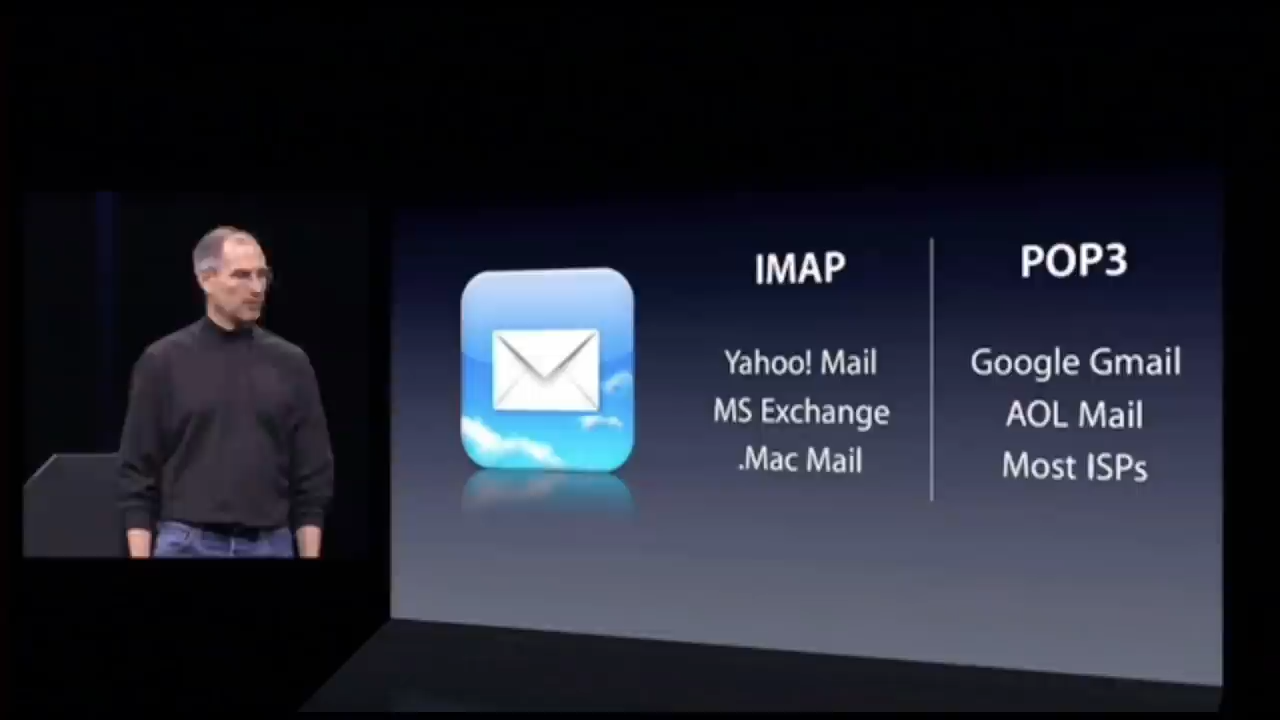 IMAP
Yahoo! Mail
MS Exchange
.Mac Mail
POP3
Google Gmail
AOL Mail
Most ISPs